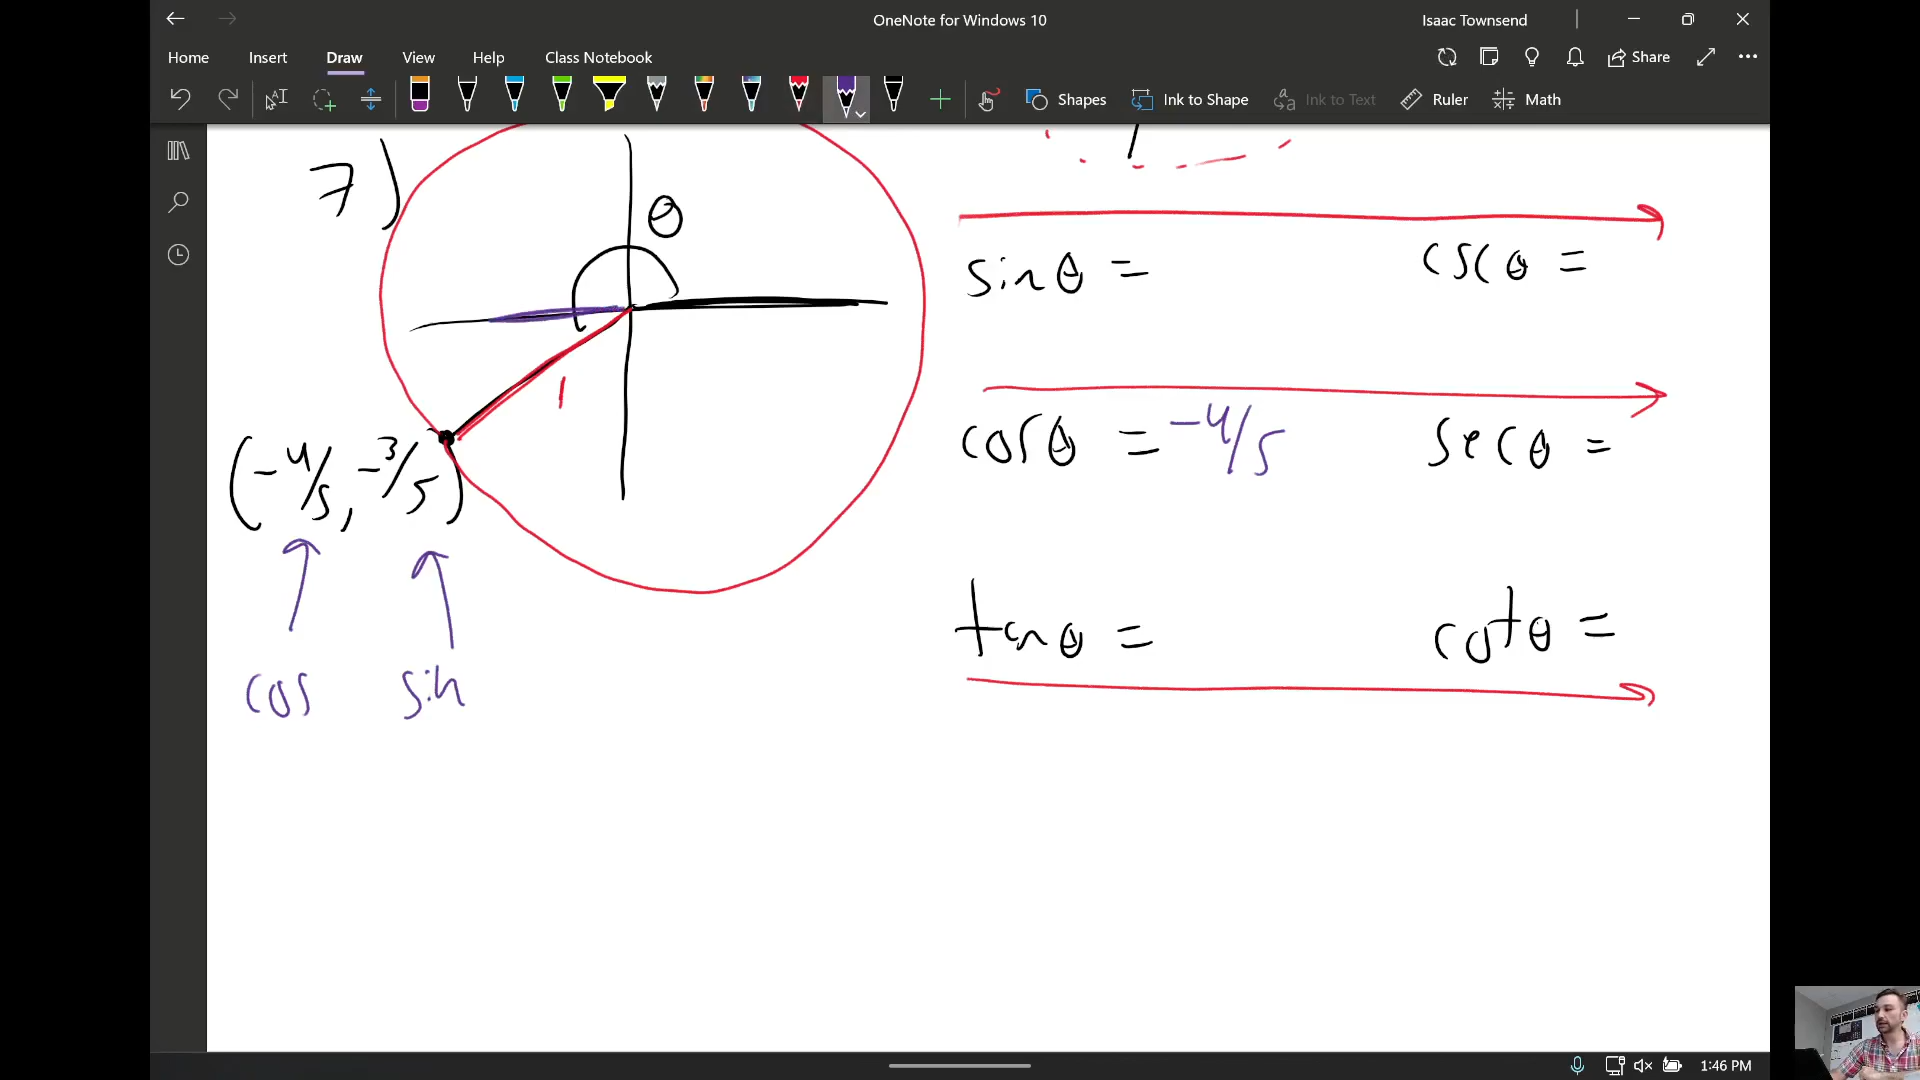 OneNote for Windows 10
Isaac Townsend
Home Insert Draw View Help Class Notebook
Share
Shapes Ink to Shape Ink to Text Ruler Math
7)
θ
sinθ = cscθ =
1
cosθ = -4/5 secθ =
(-4/5, -3/5)
tanθ = cotθ =
cos sin
1:46 PM